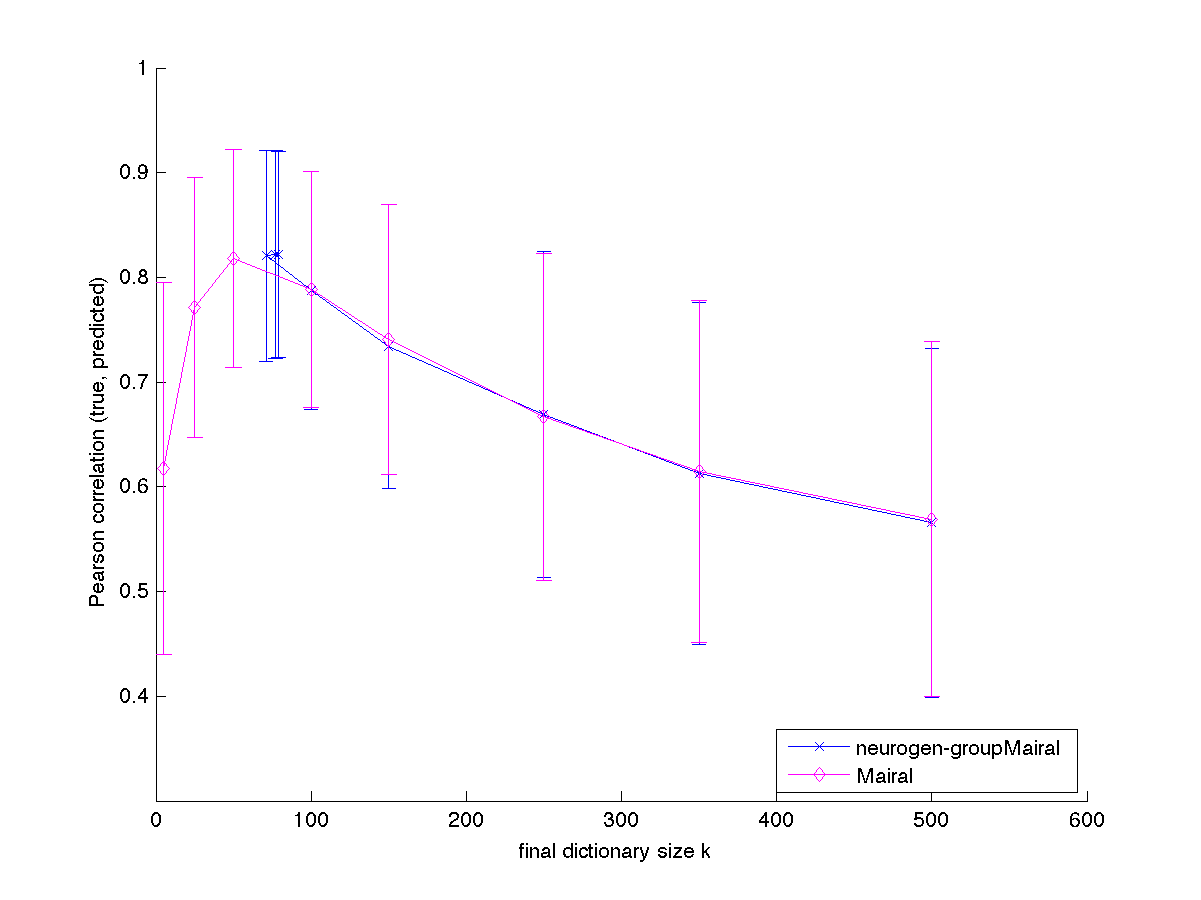 1
0.9
0.8
0.7
0.6
0.5
0.4
Pearson correlation (true, predicted)
neurogen-groupMairal
Mairal
0 100 200 300 400 500 600
final dictionary size k